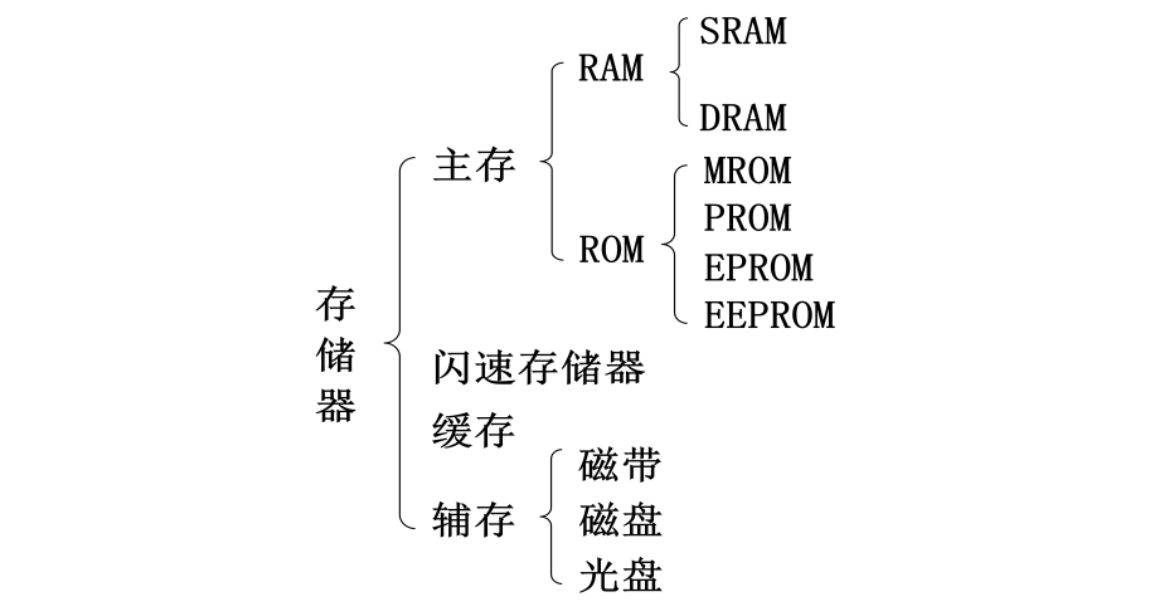 存储器
主存
RAM
SRAM
DRAM
ROM
MROM
PROM
EPROM
EEPROM
闪速存储器
缓存
辅存
磁带
磁盘
光盘